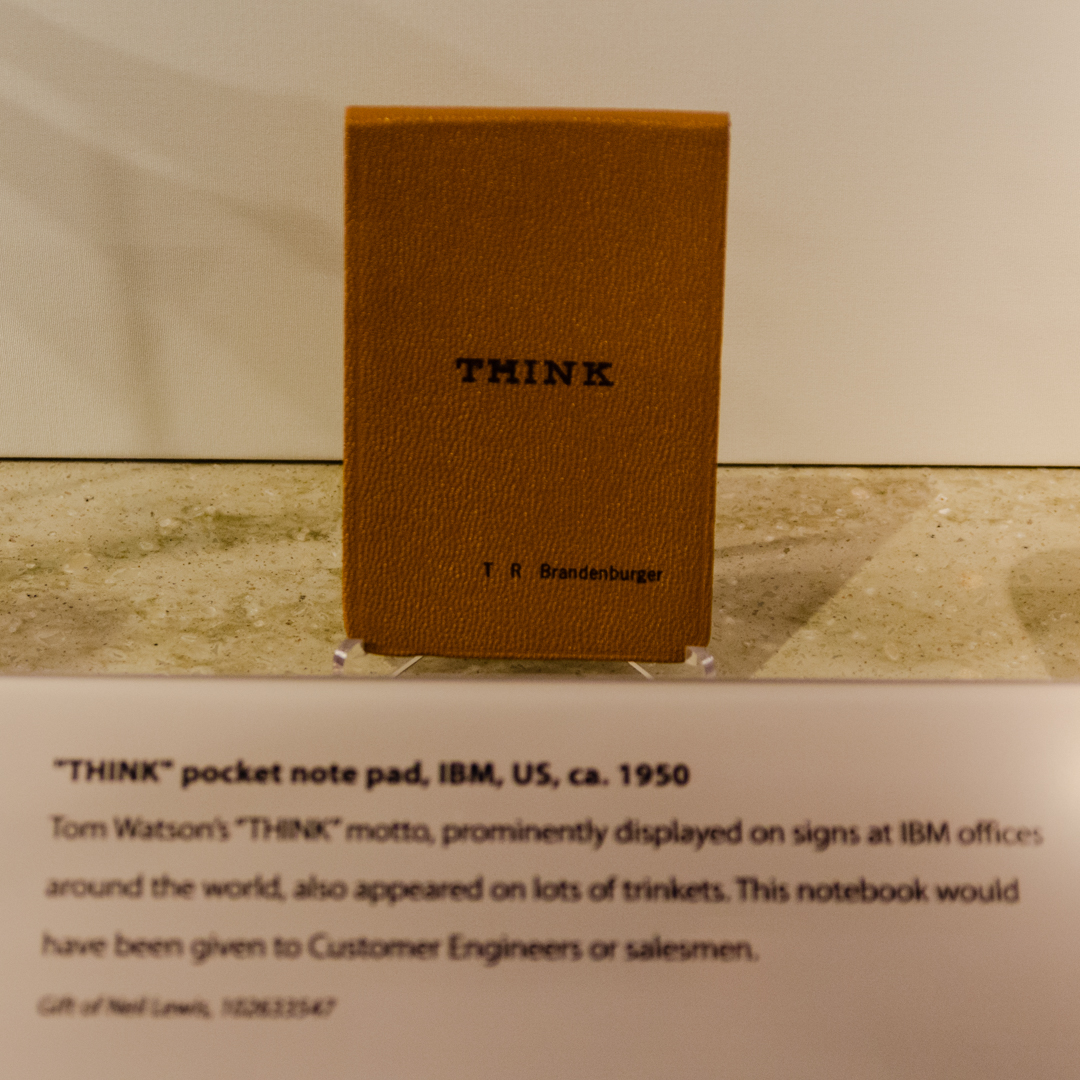 THINK
T R Brandenburger
"THINK" pocket note pad, IBM, US, ca. 1950
Tom Watson's "THINK" motto, prominently displayed on signs at IBM offices
around the world, also appeared on lots of trinkets. This notebook would
have been given to Customer Engineers or salesmen.
Gift of Neil Lewis, 102633547